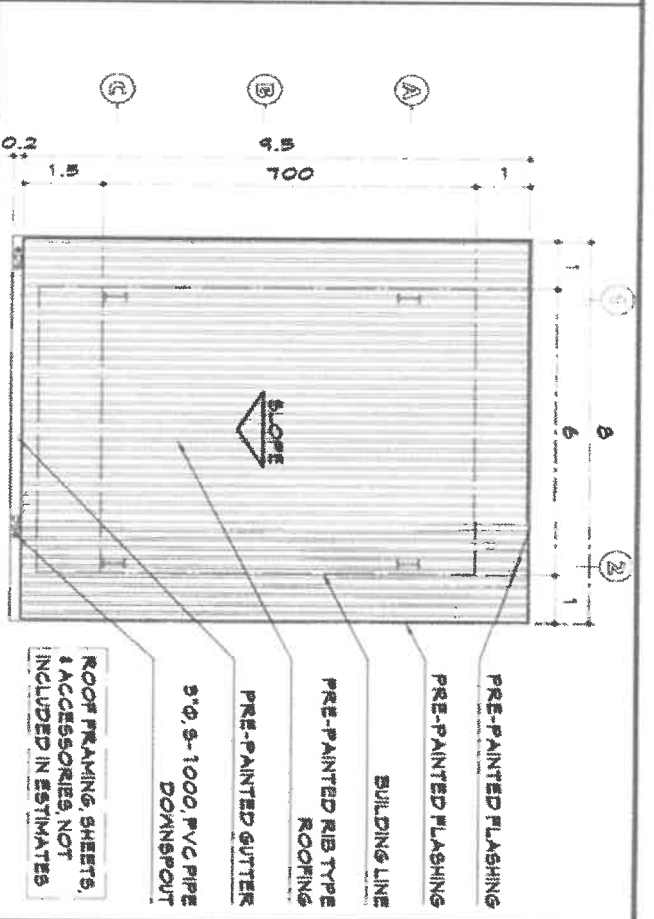 PRE-PAINTED FLASHING
PRE-PAINTED FLASHING
BUILDING LINE
PRE-PAINTED RIB TYPE
ROOFING
PRE-PAINTED GUTTER
3"Ø, S-1000, PVC PIPE
DOWNSPOUT
ROOF FRAMING, SHEETS,
& ACCESSORIES, NOT
INCLUDED IN ESTIMATES
SLOPE
8
1
6
1
2
A
B
C
9.5
1
700
1.5
0.2